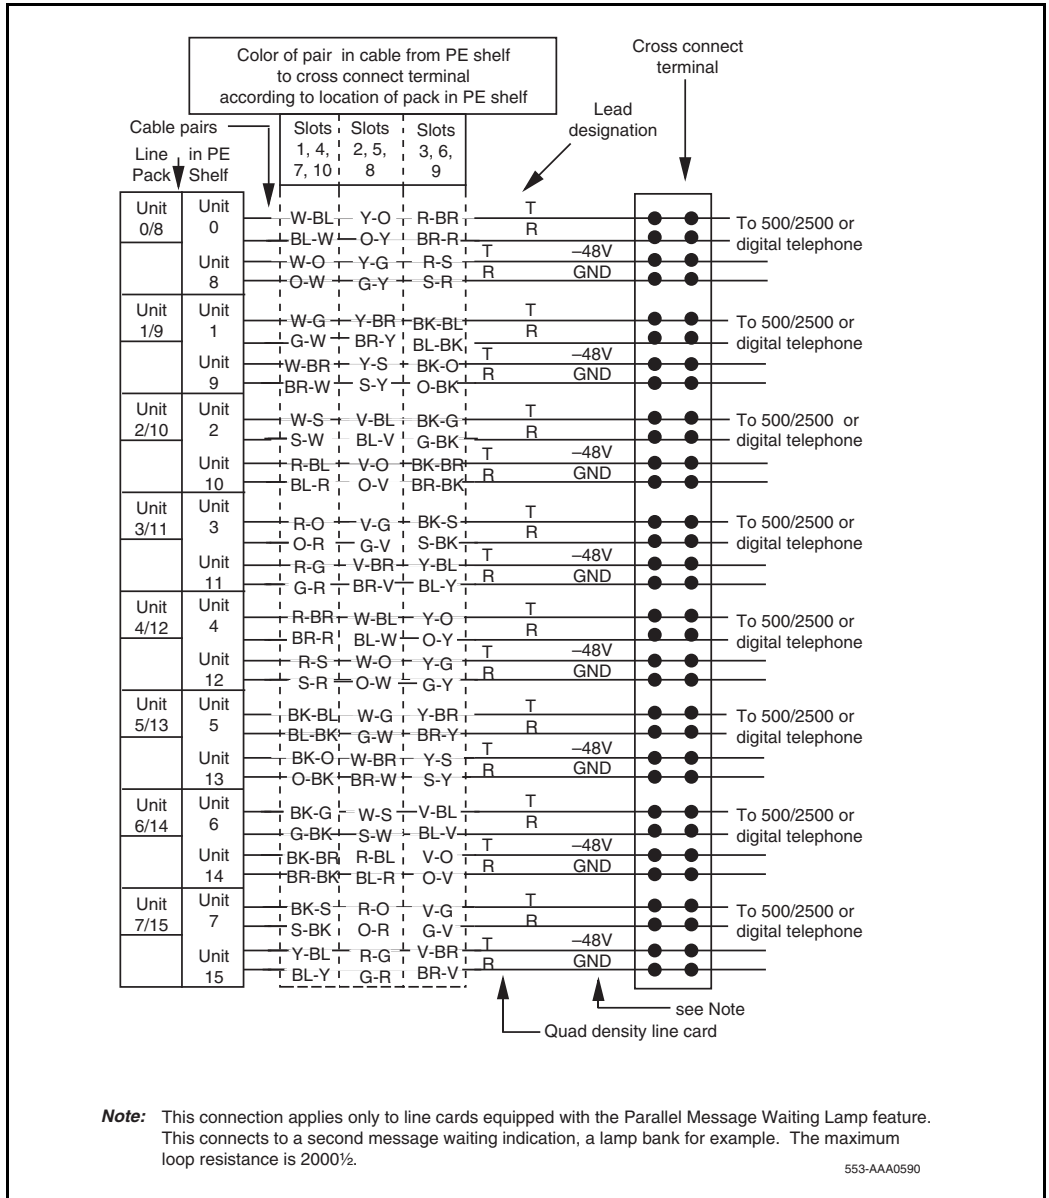 Color of pair in cable from PE shelf
to cross connect terminal
according to location of pack in PE shelf
Cross connect
terminal
Lead
designation
Cable pairs
Line
Pack
in PE
Shelf
Slots
1, 4,
7, 10
Slots
2, 5,
8
Slots
3, 6,
9
Unit
0/8
Unit
0
W-BL Y-O R-BR T
BL-W O-Y BR-R R
To 500/2500 or
digital telephone
Unit
8
W-O Y-G R-S T –48V
O-W G-Y S-R R GND
Unit
1/9
Unit
1
W-G Y-BR BK-BL T
G-W BR-Y BL-BK R
To 500/2500 or
digital telephone
Unit
9
W-BR Y-S BK-O T –48V
BR-W S-Y O-BK R GND
Unit
2/10
Unit
2
W-S V-BL BK-G T
S-W BL-V G-BK R
To 500/2500 or
digital telephone
Unit
10
R-BL V-O BK-BR T –48V
BL-R O-V BR-BK R GND
Unit
3/11
Unit
3
R-O V-G BK-S T
O-R G-V S-BK R
To 500/2500 or
digital telephone
Unit
11
R-G V-BR Y-BL T –48V
G-R BR-V BL-Y R GND
Unit
4/12
Unit
4
R-BR W-BL Y-O T
BR-R BL-W O-Y R
To 500/2500 or
digital telephone
Unit
12
R-S W-O Y-G T –48V
S-R O-W G-Y R GND
Unit
5/13
Unit
5
BK-BL W-G Y-BR T
BL-BK G-W BR-Y R
To 500/2500 or
digital telephone
Unit
13
BK-O W-BR Y-S T –48V
O-BK BR-W S-Y R GND
Unit
6/14
Unit
6
BK-G W-S V-BL T
G-BK S-W BL-V R
To 500/2500 or
digital telephone
Unit
14
BK-BR R-BL V-O T –48V
BR-BK BL-R O-V R GND
Unit
7/15
Unit
7
BK-S R-O V-G T
S-BK O-R G-V R
To 500/2500 or
digital telephone
Unit
15
Y-BL R-G V-BR T –48V
BL-Y G-R BR-V R GND
see Note
Quad density line card
Note: This connection applies only to line cards equipped with the Parallel Message Waiting Lamp feature.
This connects to a second message waiting indication, a lamp bank for example. The maximum
loop resistance is 2000½.
553-AAA0590